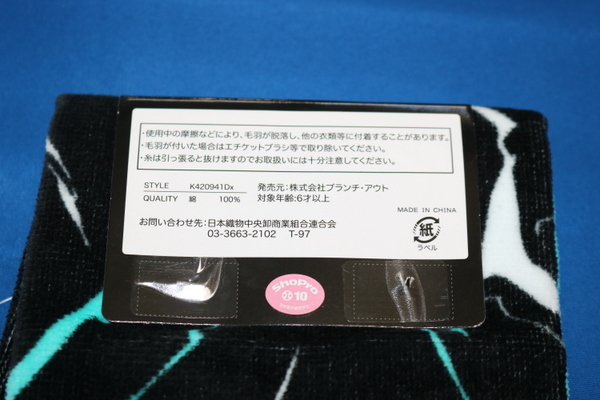 ・使用中の摩擦などにより、毛羽が脱落し、他の衣類等に付着することがあります。
・毛羽が付いた場合はエチケットブラシ等で取り除いてください。
・糸は引っ張ると抜けますのでお取扱いには十分注意してください。
STYLE K420941Dx 発売元:株式会社ブランチ・アウト
QUALITY 綿 100% 対象年齢:6才以上
MADE IN CHINA
お問い合わせ先:日本織物中央卸商業組合連合会
03-3663-2102 T-97
紙
ラベル
ShoPro
10